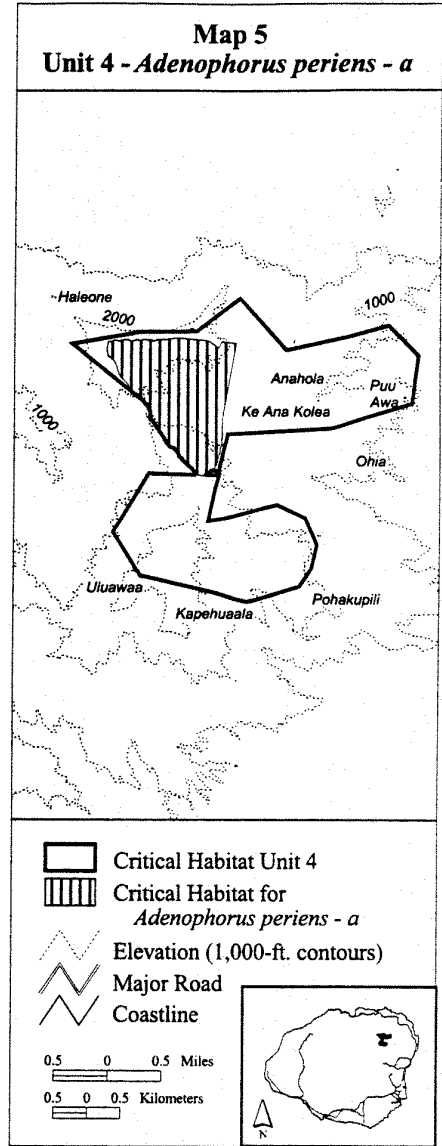 Map 5
Unit 4 - Adenophorus periens - a
Haleone
2000
1000
Anahola
Puu
Awa
Ke Ana Kolea
1000
Ohia
Uluawaa
Pohakupili
Kapehuaala
Critical Habitat Unit 4
Critical Habitat for
Adenophorus periens - a
Elevation (1,000-ft. contours)
Major Road
Coastline
0.5 0 0.5 Miles
0.5 0 0.5 Kilometers
N